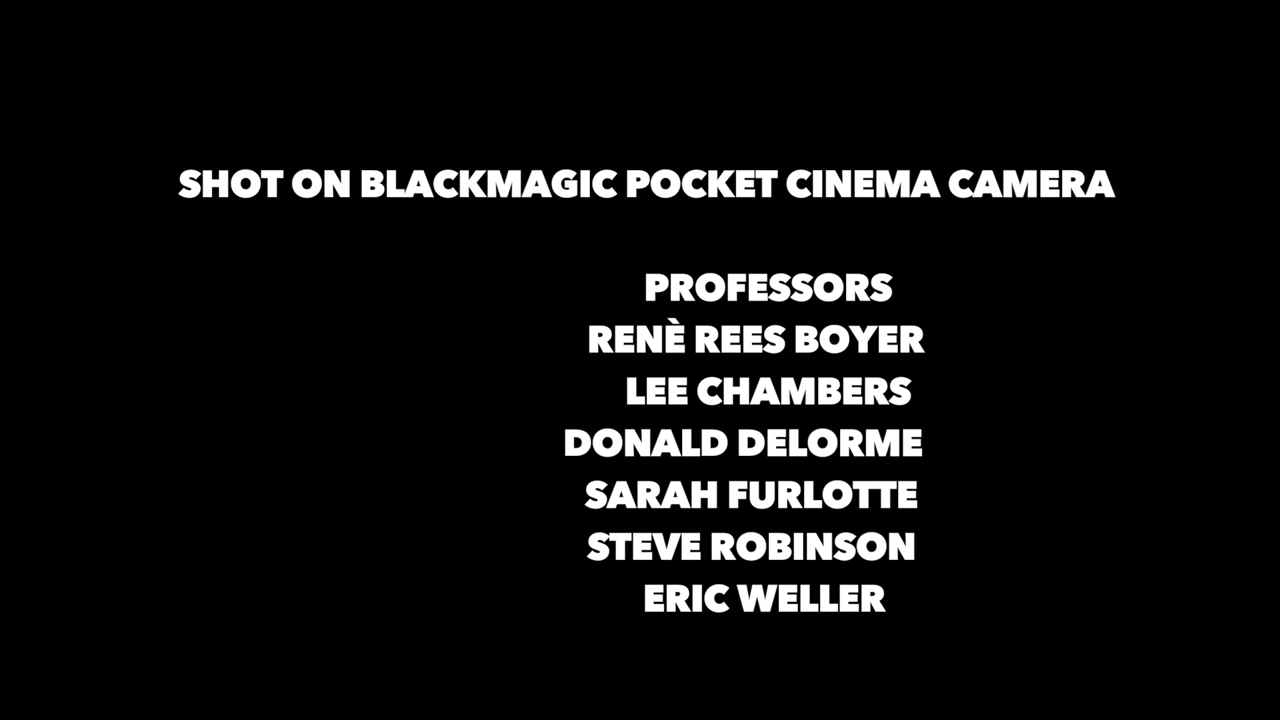 SHOT ON BLACKMAGIC POCKET CINEMA CAMERA
PROFESSORS
RENÈ REES BOYER
LEE CHAMBERS
DONALD DELORME
SARAH FURLOTTE
STEVE ROBINSON
ERIC WELLER